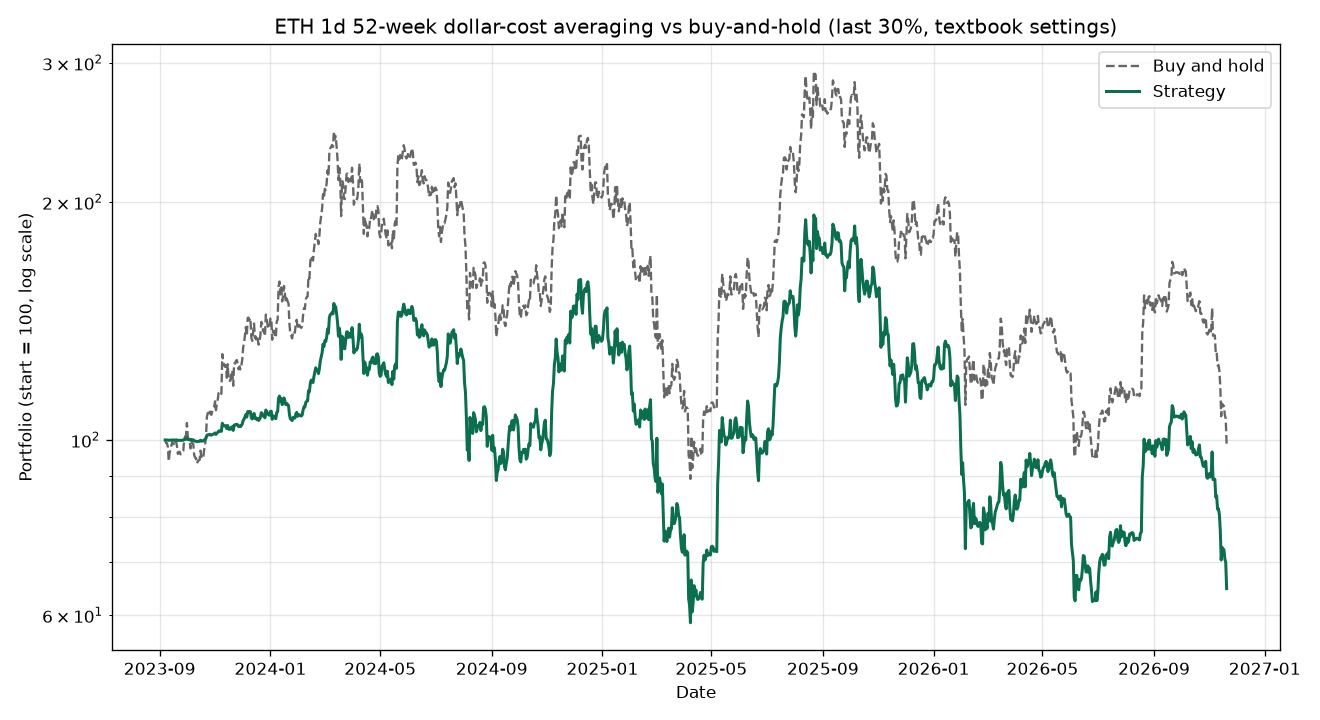 ETH 1d 52-week dollar-cost averaging vs buy-and-hold (last 30%, textbook settings)
Buy and hold
Strategy
Portfolio (start = 100, log scale)
3 × 10²
2 × 10²
10²
6 × 10¹
2023-09
2024-01
2024-05
2024-09
2025-01
2025-05
2025-09
2026-01
2026-05
2026-09
2027-01
Date